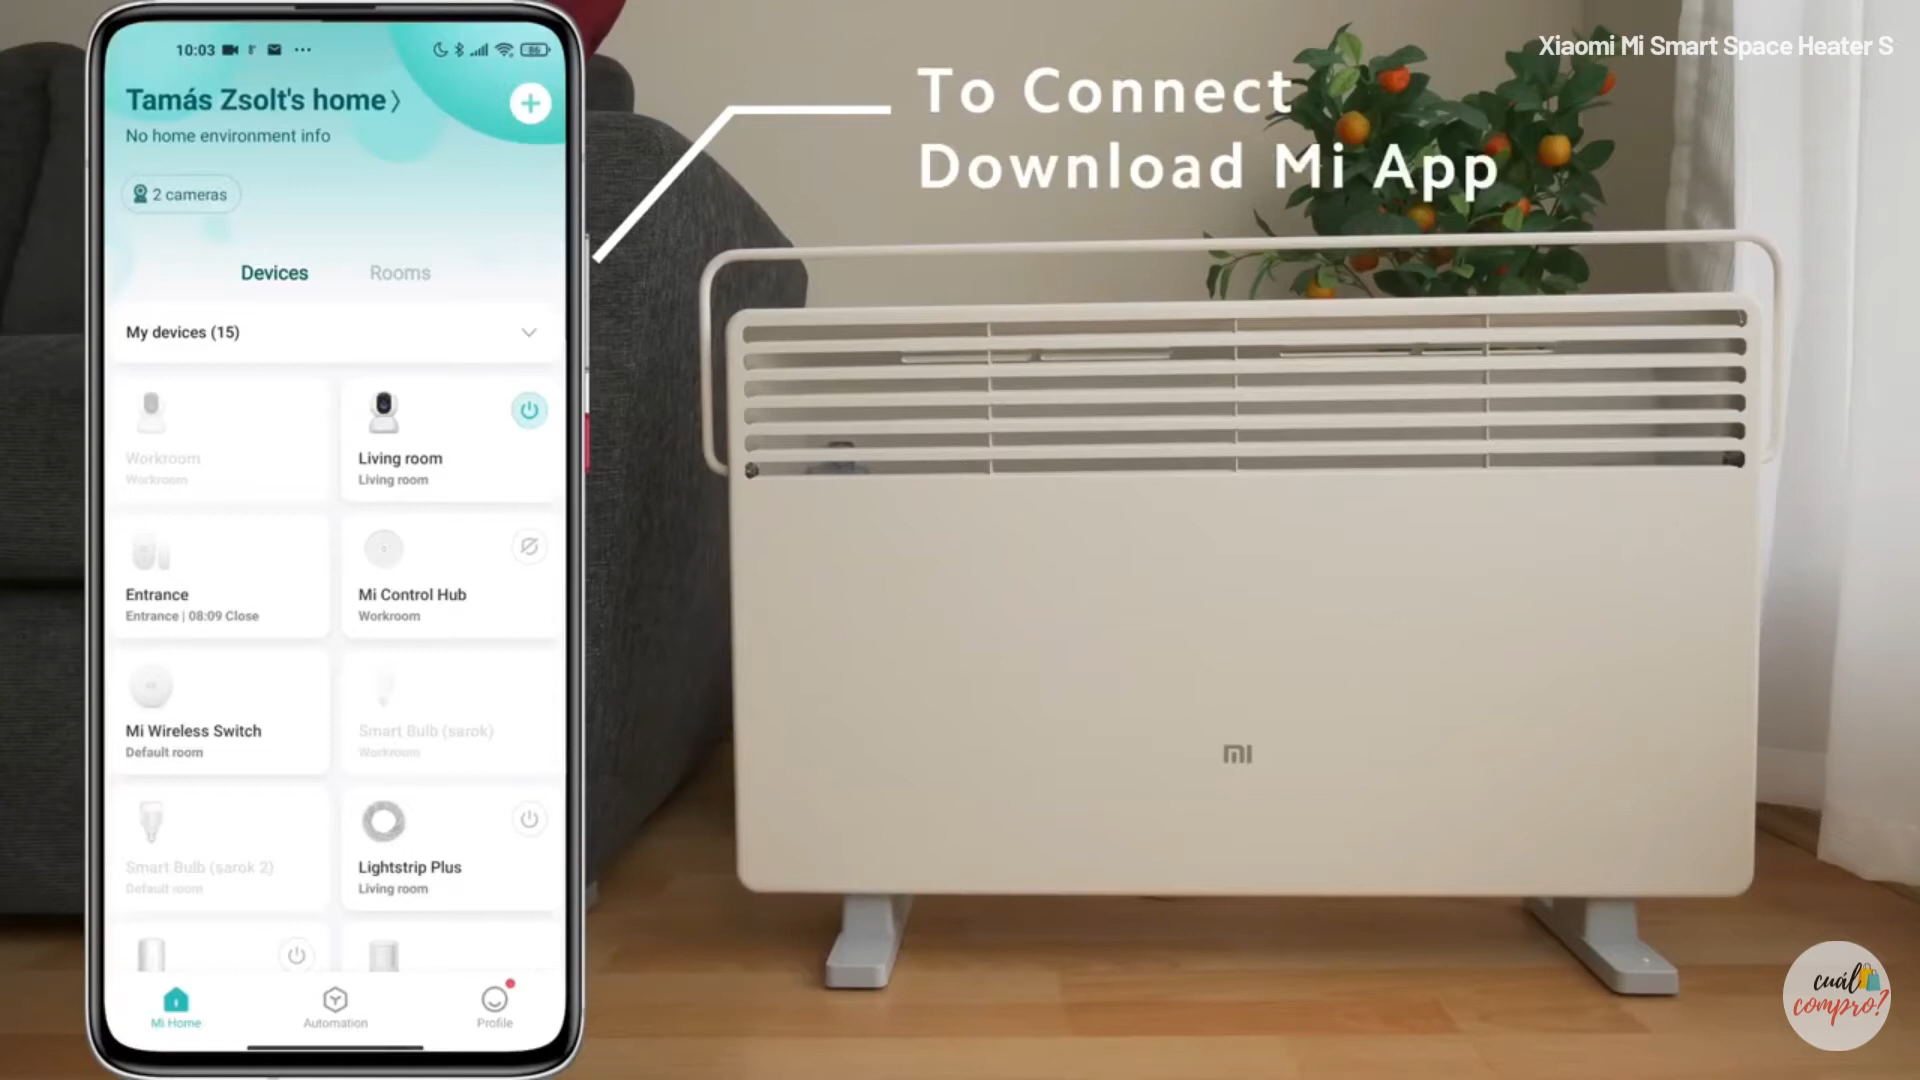 Xiaomi Mi Smart Space Heater S
To Connect
Download Mi App
10:03
86
Tamás Zsolt's home
No home environment info
2 cameras
Devices
Rooms
My devices (15)
Workroom
Workroom
Living room
Living room
Entrance
Entrance | 08:09 Close
Mi Control Hub
Workroom
Mi Wireless Switch
Default room
Smart Bulb (sarok)
Workroom
Smart Bulb (sarok 2)
Default room
Lightstrip Plus
Living room
Mi Home
Automation
Profile
mi
cuál
compro?